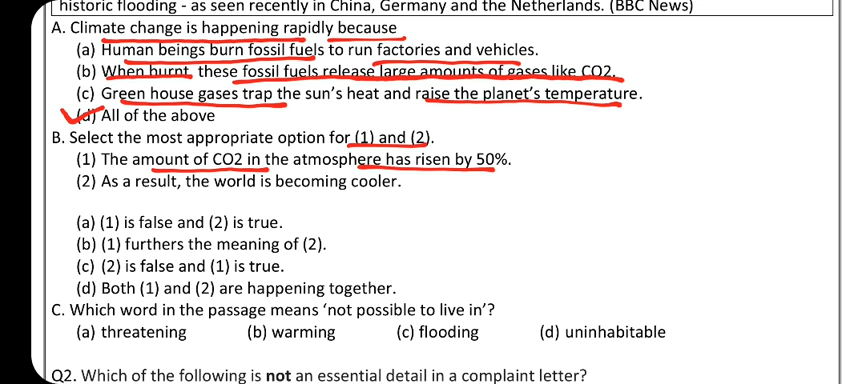 historic flooding - as seen recently in China, Germany and the Netherlands. (BBC News)
A. Climate change is happening rapidly because
(a) Human beings burn fossil fuels to run factories and vehicles.
(b) When burnt, these fossil fuels release large amounts of gases like CO2.
(c) Green house gases trap the sun's heat and raise the planet's temperature.
(d) All of the above
B. Select the most appropriate option for (1) and (2).
(1) The amount of CO2 in the atmosphere has risen by 50%.
(2) As a result, the world is becoming cooler.
(a) (1) is false and (2) is true.
(b) (1) furthers the meaning of (2).
(c) (2) is false and (1) is true.
(d) Both (1) and (2) are happening together.
C. Which word in the passage means 'not possible to live in'?
(a) threatening (b) warming (c) flooding (d) uninhabitable
Q2. Which of the following is not an essential detail in a complaint letter?